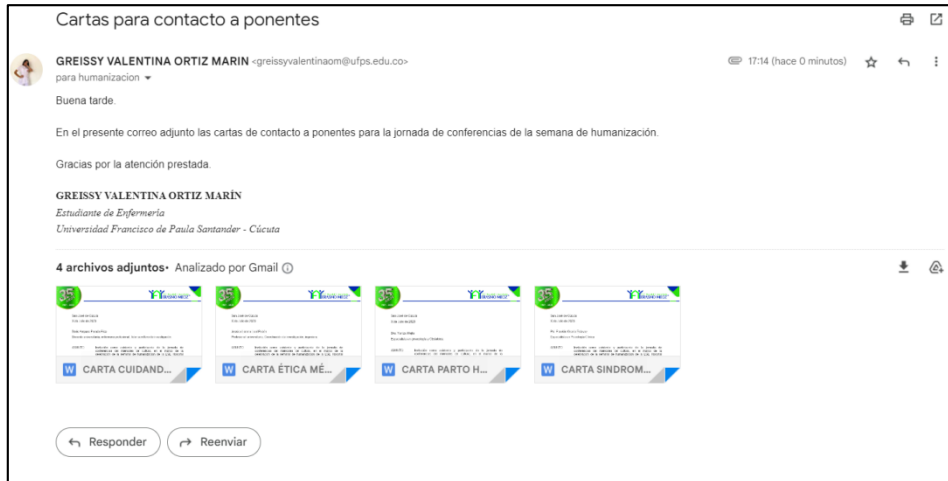 Cartas para contacto a ponentes
GREISSY VALENTINA ORTIZ MARIN <greissyvalentinaom@ufps.edu.co>
17:14 (hace 0 minutos)
para humanizacion
Buena tarde.
En el presente correo adjunto las cartas de contacto a ponentes para la jornada de conferencias de la semana de humanización.
Gracias por la atención prestada.
GREISSY VALENTINA ORTIZ MARÍN
Estudiante de Enfermería
Universidad Francisco de Paula Santander - Cúcuta
4 archivos adjuntos• Analizado por Gmail
35
35
35
35
W CARTA CUIDAND...
W CARTA ÉTICA MÉ...
W CARTA PARTO H...
W CARTA SINDROM...
Responder
Reenviar